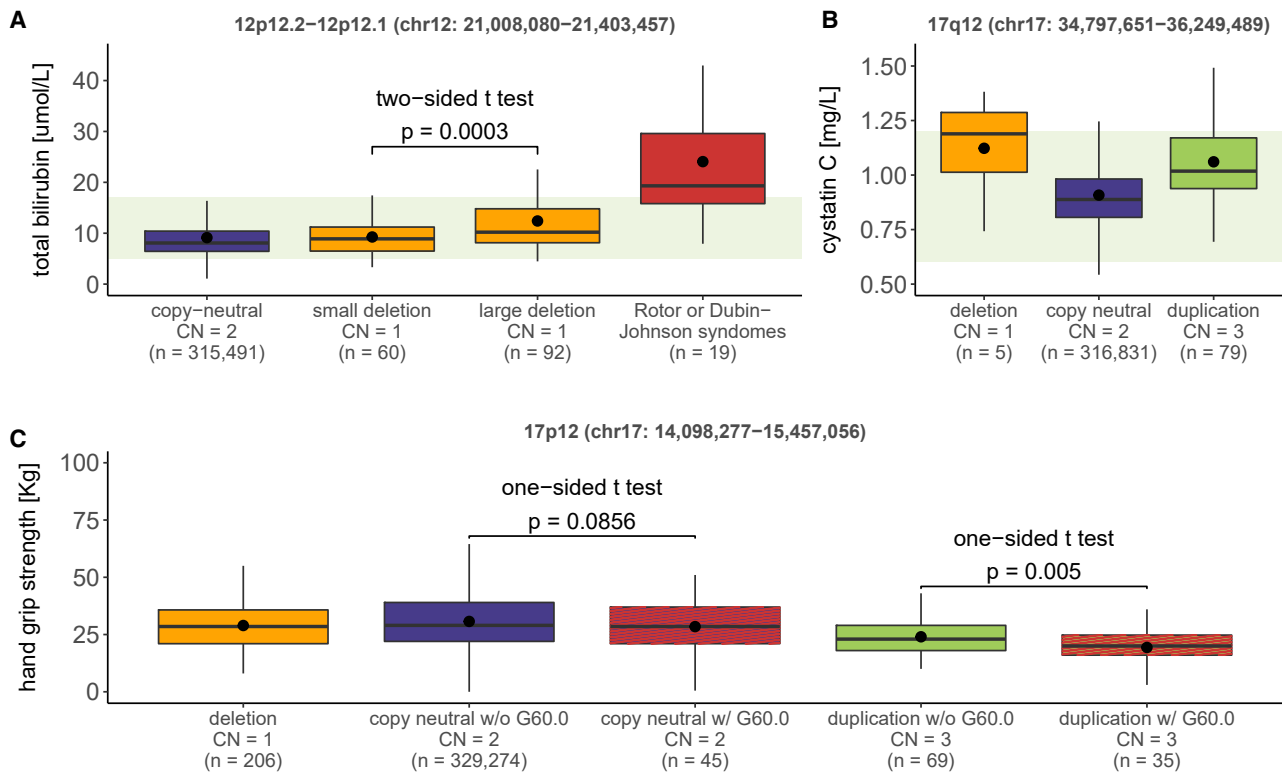 A
12p12.2−12p12.1 (chr12: 21,008,080−21,403,457)
total bilirubin [umol/L]
40
30
20
10
0
two−sided t test
p = 0.0003
copy−neutral
CN = 2
(n = 315,491)
small deletion
CN = 1
(n = 60)
large deletion
CN = 1
(n = 92)
Rotor or Dubin−
Johnson syndomes
(n = 19)
B
17q12 (chr17: 34,797,651−36,249,489)
cystatin C [mg/L]
1.50
1.25
1.00
0.75
0.50
deletion
CN = 1
(n = 5)
copy neutral
CN = 2
(n = 316,831)
duplication
CN = 3
(n = 79)
C
17p12 (chr17: 14,098,277−15,457,056)
hand grip strength [Kg]
100
75
50
25
0
one−sided t test
p = 0.0856
one−sided t test
p = 0.005
deletion
CN = 1
(n = 206)
copy neutral w/o G60.0
CN = 2
(n = 329,274)
copy neutral w/ G60.0
CN = 2
(n = 45)
duplication w/o G60.0
CN = 3
(n = 69)
duplication w/ G60.0
CN = 3
(n = 35)